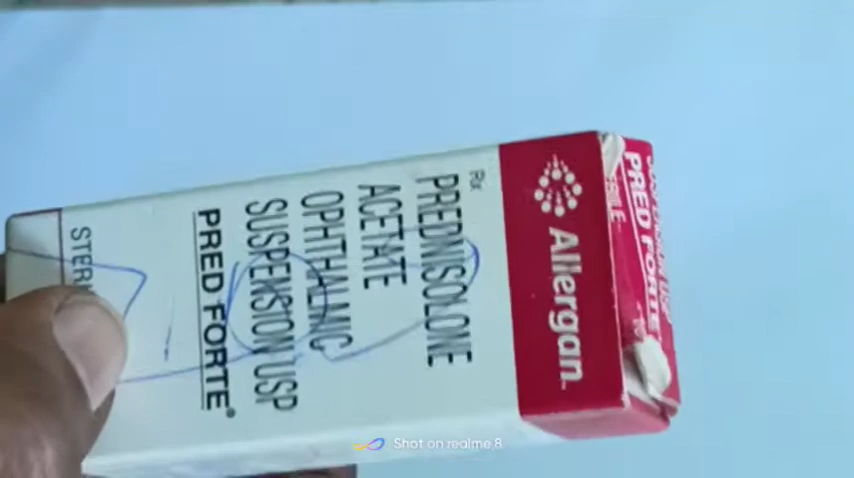 Allergan
Rx
PREDNISOLONE
ACETATE
OPHTHALMIC
SUSPENSION USP
PRED FORTE®
PRED FORTE
Shot on realme 8